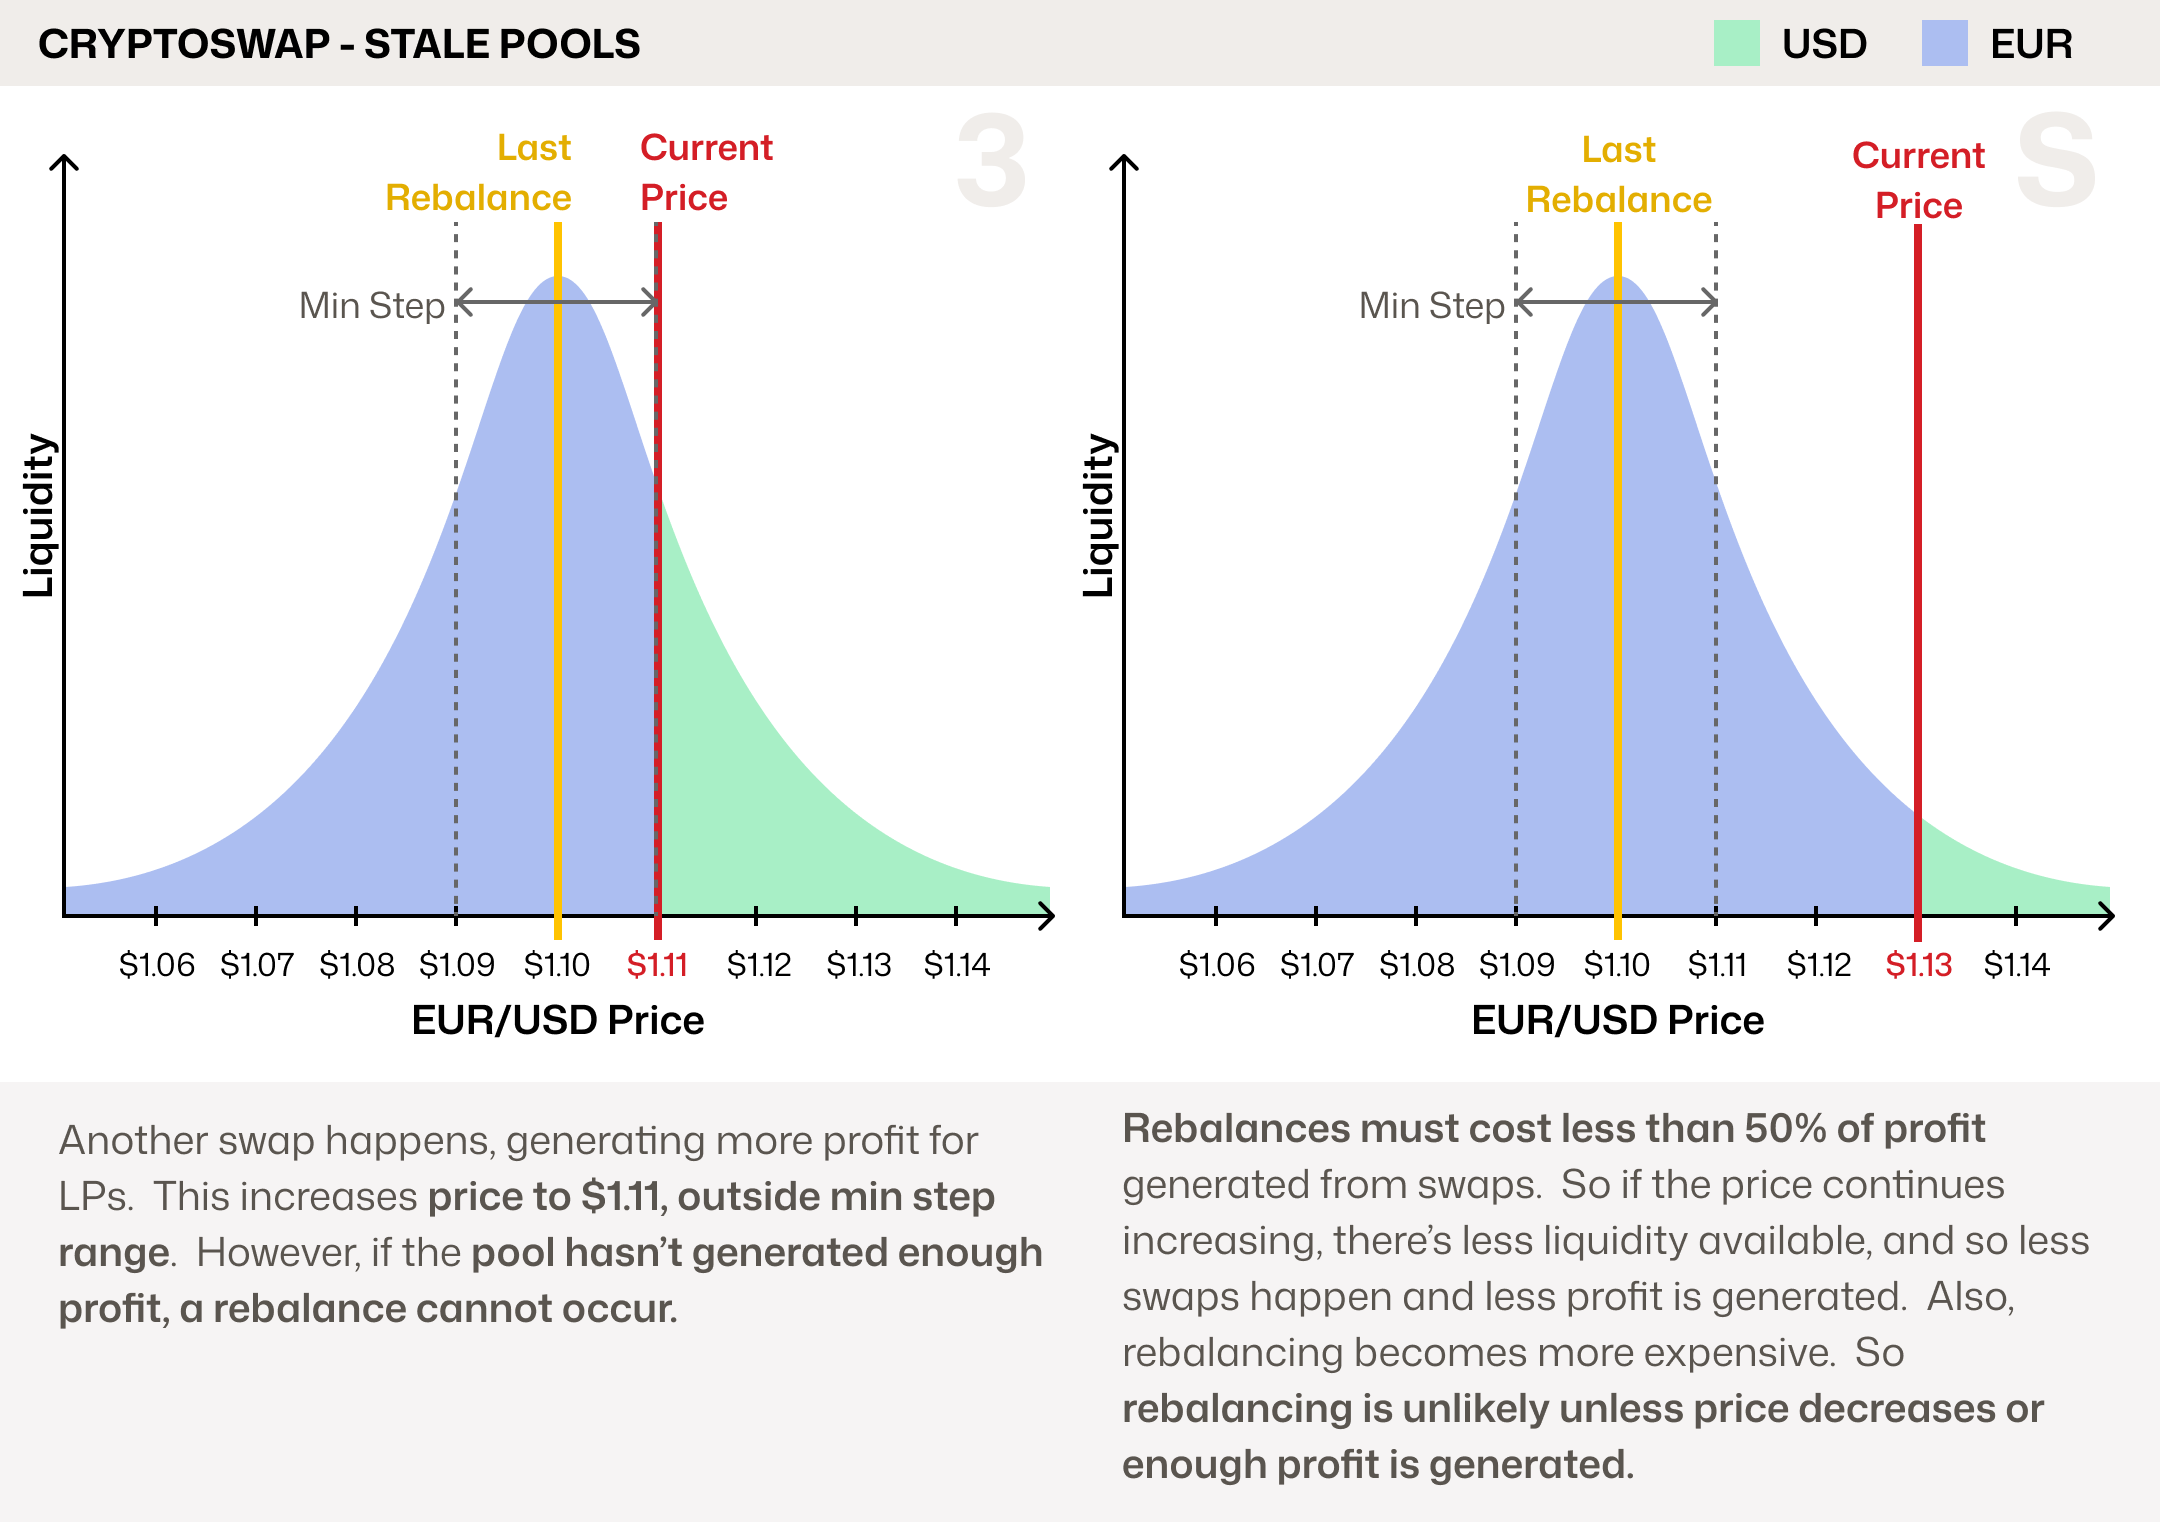 CRYPTOSWAP - STALE POOLS
USD
EUR
3
Last
Rebalance
Current
Price
Min Step
Liquidity
$1.06 $1.07 $1.08 $1.09 $1.10 $1.11 $1.12 $1.13 $1.14
EUR/USD Price
S
Last
Rebalance
Current
Price
Min Step
Liquidity
$1.06 $1.07 $1.08 $1.09 $1.10 $1.11 $1.12 $1.13 $1.14
EUR/USD Price
Another swap happens, generating more profit for
LPs.  This increases price to $1.11, outside min step
range.  However, if the pool hasn’t generated enough
profit, a rebalance cannot occur.
Rebalances must cost less than 50% of profit
generated from swaps.  So if the price continues
increasing, there’s less liquidity available, and so less
swaps happen and less profit is generated.  Also,
rebalancing becomes more expensive.  So
rebalancing is unlikely unless price decreases or
enough profit is generated.